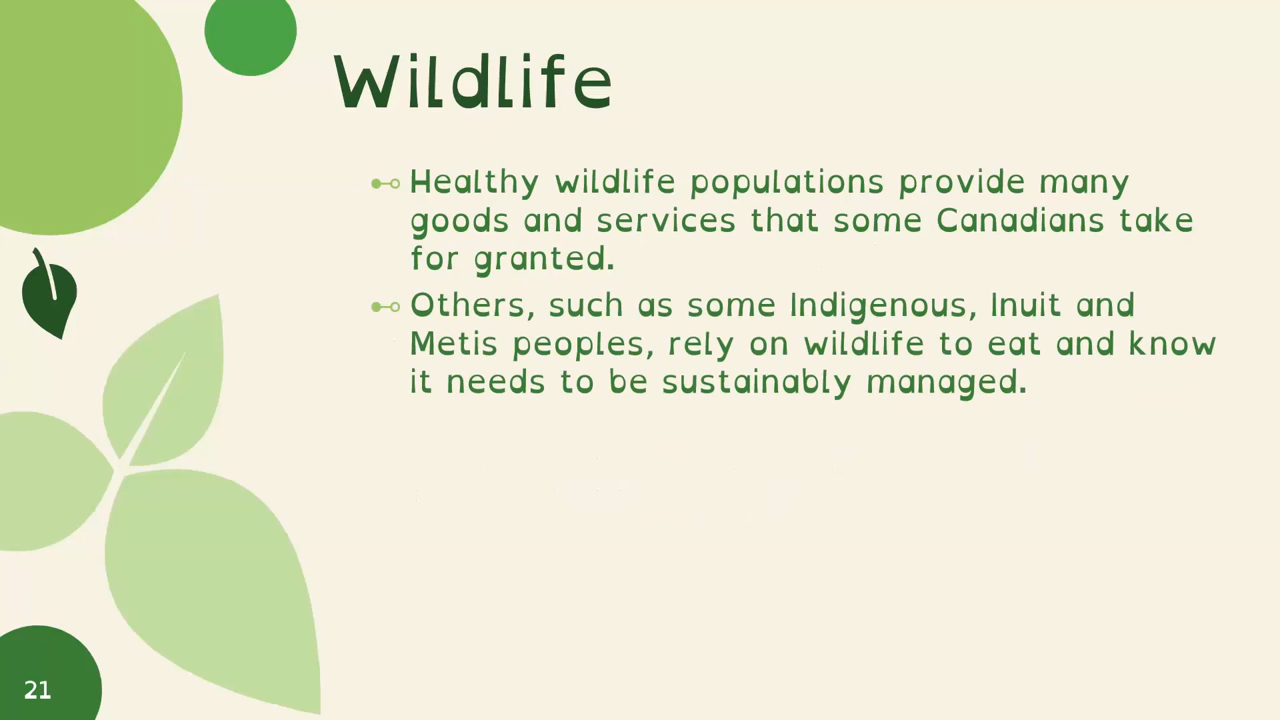 Wildlife
Healthy wildlife populations provide many
goods and services that some Canadians take
for granted.
Others, such as some Indigenous, Inuit and
Metis peoples, rely on wildlife to eat and know
it needs to be sustainably managed.
21